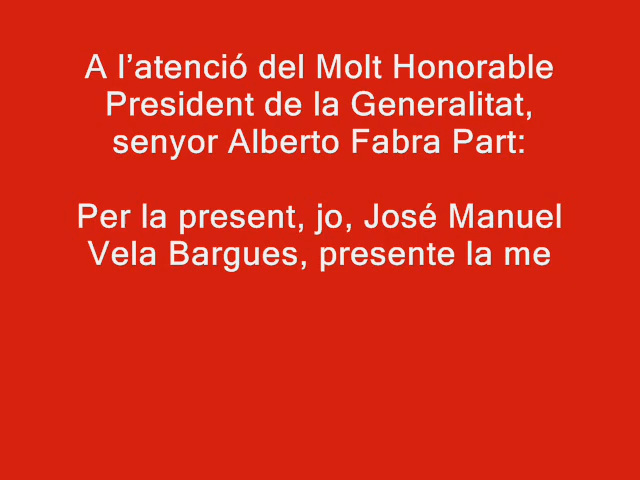 A l’atenció del Molt Honorable
President de la Generalitat,
senyor Alberto Fabra Part:
Per la present, jo, José Manuel
Vela Bargues, presente la me